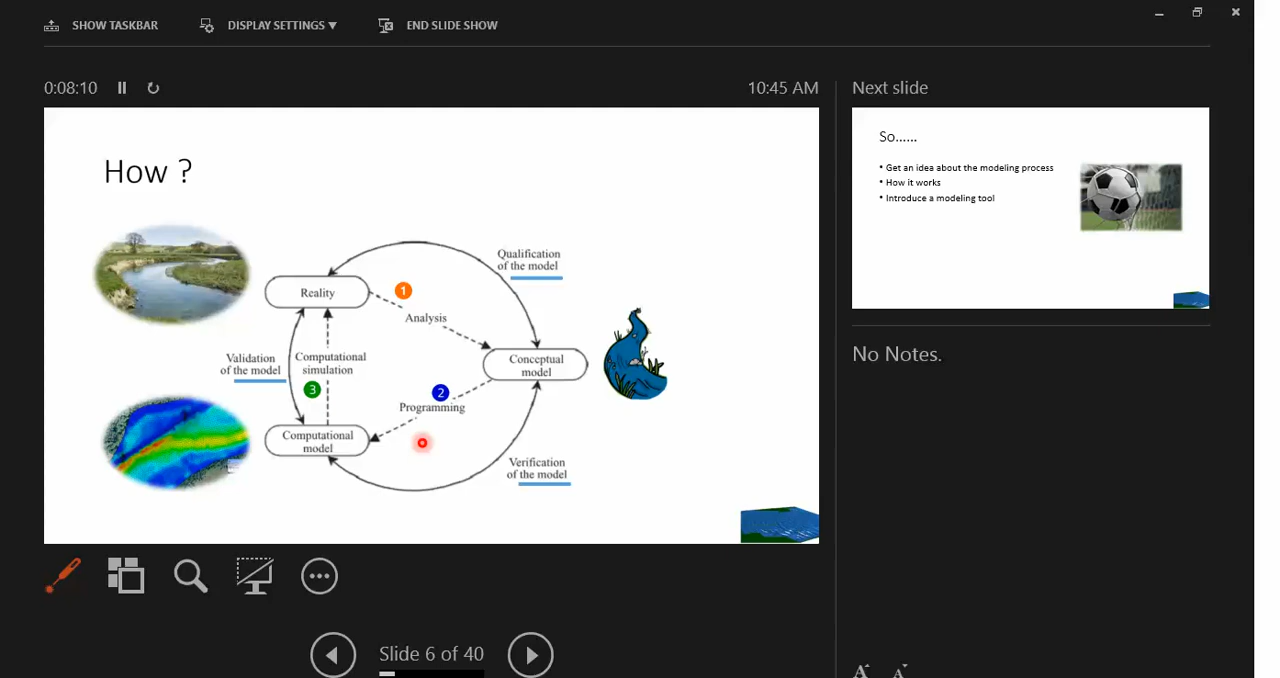 SHOW TASKBAR
DISPLAY SETTINGS ▼
END SLIDE SHOW
0:08:10
10:45 AM
Next slide
How ?
Qualification
of the model
Reality
1
Analysis
Validation
of the model
Computational
simulation
Conceptual
model
3
2
Programming
Computational
model
Verification
of the model
So......
• Get an idea about the modeling process
• How it works
• Introduce a modeling tool
No Notes.
Slide 6 of 40
A A